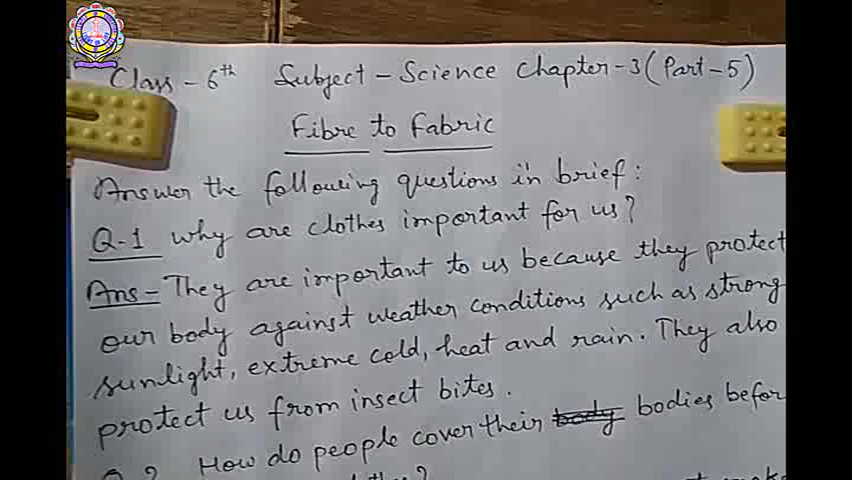 Class - 6th Subject - Science Chapter - 3 (Part - 5)
Fibre to Fabric
Answer the following questions in brief :
Q-1 Why are clothes important for us?
Ans - They are important to us because they protect
our body against weather conditions such as strong
sunlight, extreme cold, heat and rain. They also
protect us from insect bites.
How do people cover their body bodies befor